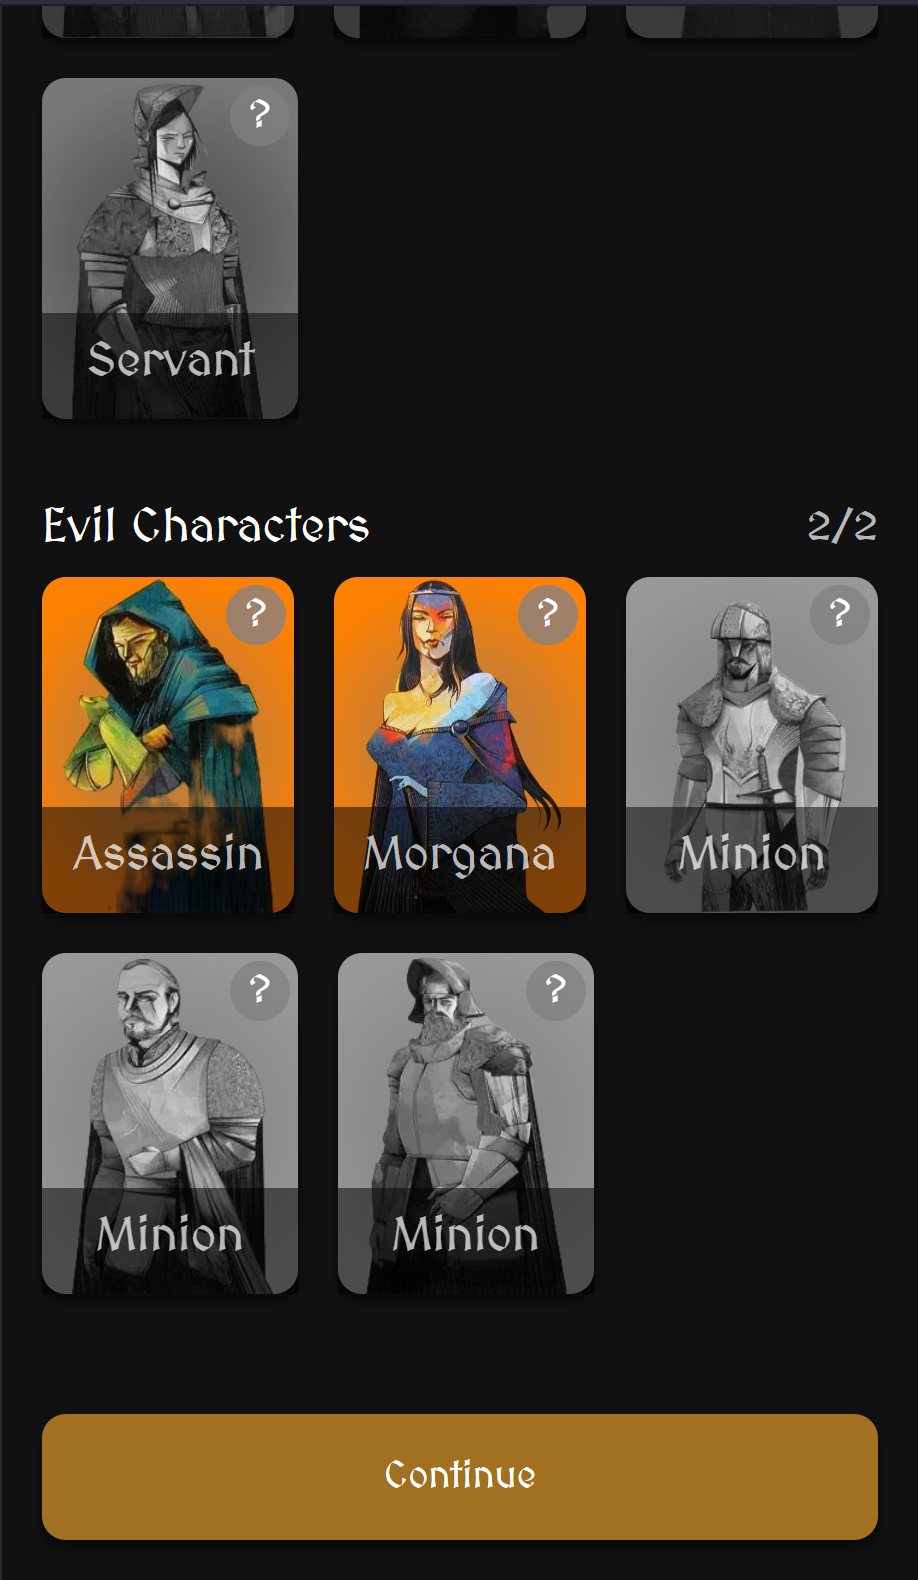 ?
Servant
Evil Characters
2/2
?
?
?
Assassin
Morgana
Minion
?
?
Minion
Minion
Continue